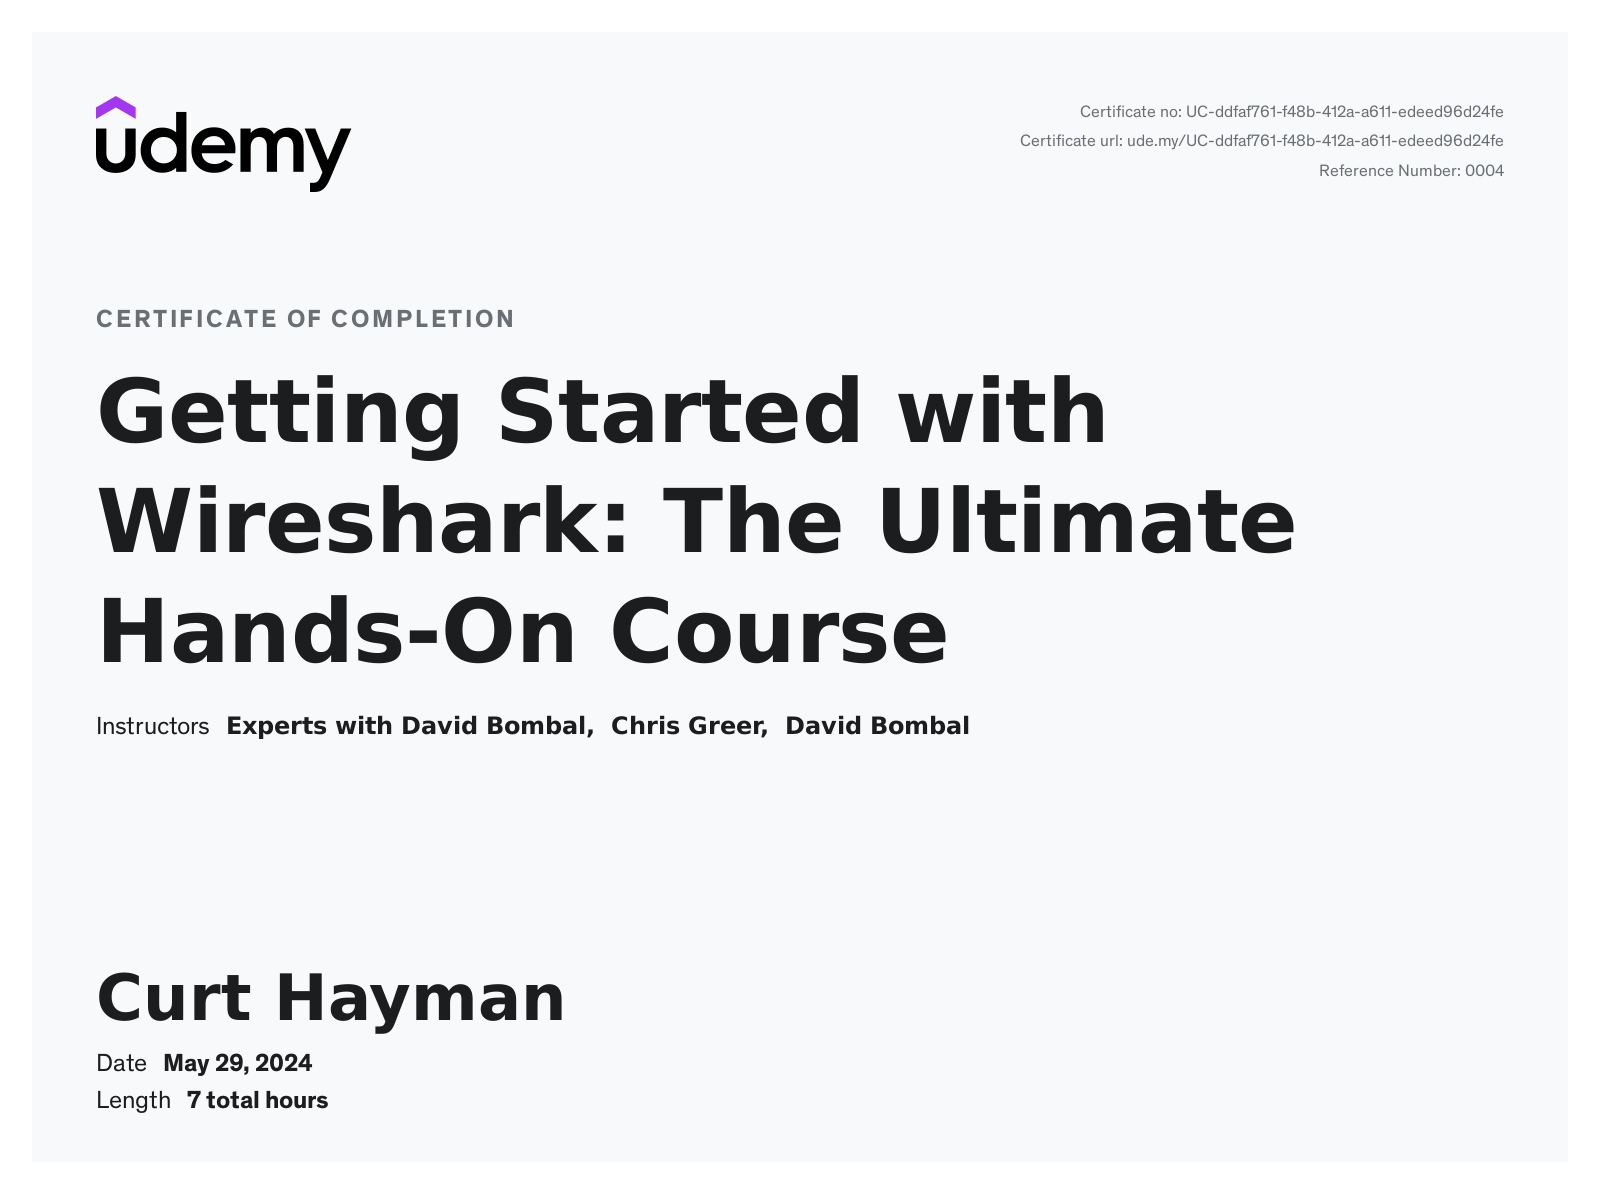 udemy
Certificate no: UC-ddfaf761-f48b-412a-a611-edeed96d24fe
Certificate url: ude.my/UC-ddfaf761-f48b-412a-a611-edeed96d24fe
Reference Number: 0004
CERTIFICATE OF COMPLETION
Getting Started with
Wireshark: The Ultimate
Hands-On Course
Instructors Experts with David Bombal, Chris Greer, David Bombal
Curt Hayman
Date May 29, 2024
Length 7 total hours